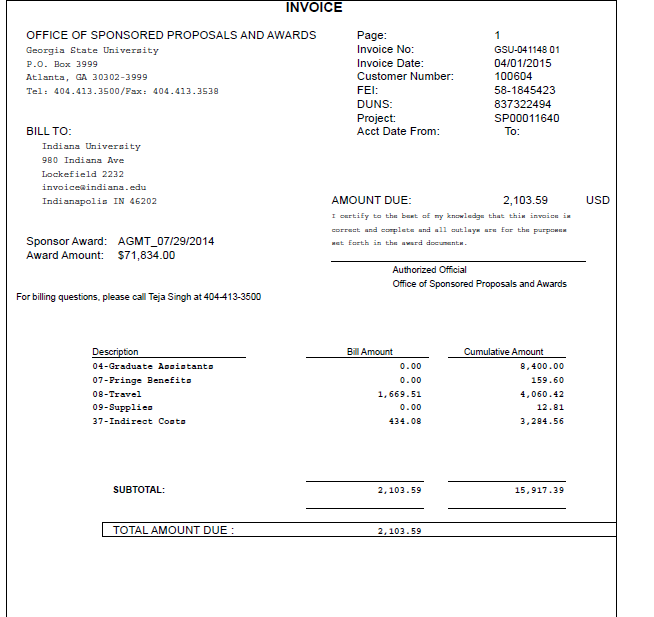 INVOICE
OFFICE OF SPONSORED PROPOSALS AND AWARDS
Georgia State University
P.O. Box 3999
Atlanta, GA 30302-3999
Tel: 404.413.3500/Fax: 404.413.3538
Page: 1
Invoice No: GSU-041148 01
Invoice Date: 04/01/2015
Customer Number: 100604
FEI: 58-1845423
DUNS: 837322494
Project: SP00011640
Acct Date From: To:
BILL TO:
Indiana University
980 Indiana Ave
Lockefield 2232
invoice@indiana.edu
Indianapolis IN 46202
AMOUNT DUE: 2,103.59 USD
I certify to the best of my knowledge that this invoice is
correct and complete and all outlays are for the purposes
set forth in the award documents.
Sponsor Award: AGMT_07/29/2014
Award Amount: $71,834.00
Authorized Official
Office of Sponsored Proposals and Awards
For billing questions, please call Teja Singh at 404-413-3500
Description Bill Amount Cumulative Amount
04-Graduate Assistants 0.00 8,400.00
07-Fringe Benefits 0.00 159.60
08-Travel 1,669.51 4,060.42
09-Supplies 0.00 12.81
37-Indirect Costs 434.08 3,284.56
SUBTOTAL: 2,103.59 15,917.39
TOTAL AMOUNT DUE : 2,103.59